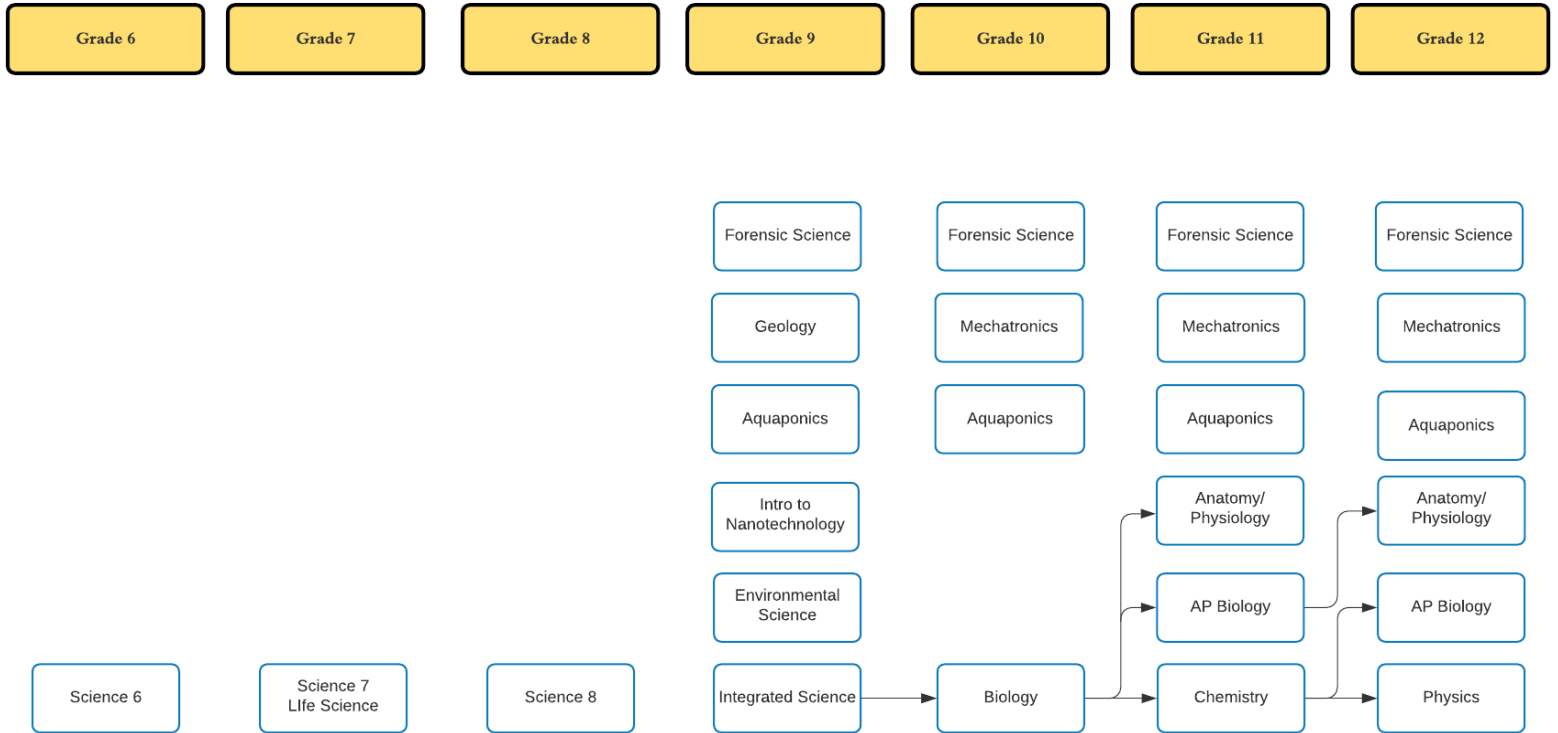 Grade 6
Grade 7
Grade 8
Grade 9
Grade 10
Grade 11
Grade 12
Forensic Science
Forensic Science
Forensic Science
Forensic Science
Geology
Mechatronics
Mechatronics
Mechatronics
Aquaponics
Aquaponics
Aquaponics
Aquaponics
Intro to
Nanotechnology
Anatomy/
Physiology
Anatomy/
Physiology
Environmental
Science
AP Biology
AP Biology
Science 6
Science 7
LIfe Science
Science 8
Integrated Science
Biology
Chemistry
Physics